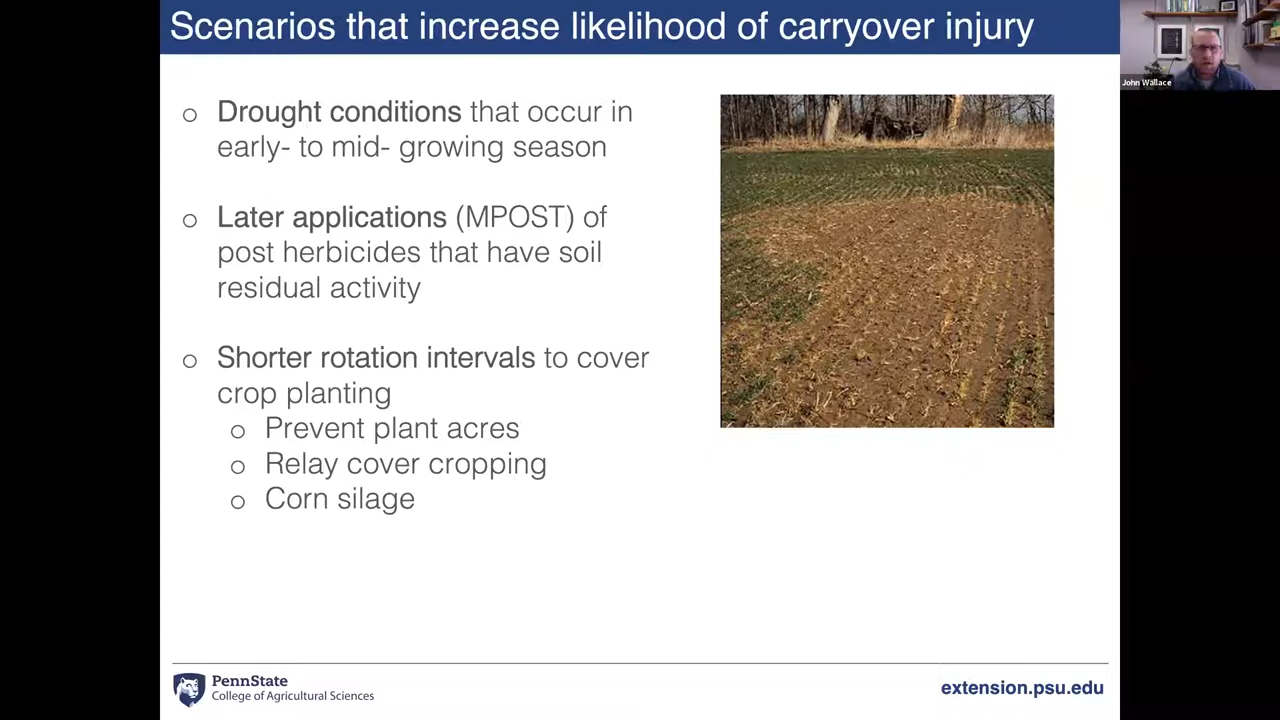 Scenarios that increase likelihood of carryover injury
John Wallace
o Drought conditions that occur in
early- to mid- growing season
o Later applications (MPOST) of
post herbicides that have soil
residual activity
o Shorter rotation intervals to cover
crop planting
o Prevent plant acres
o Relay cover cropping
o Corn silage
PennState
College of Agricultural Sciences
extension.psu.edu